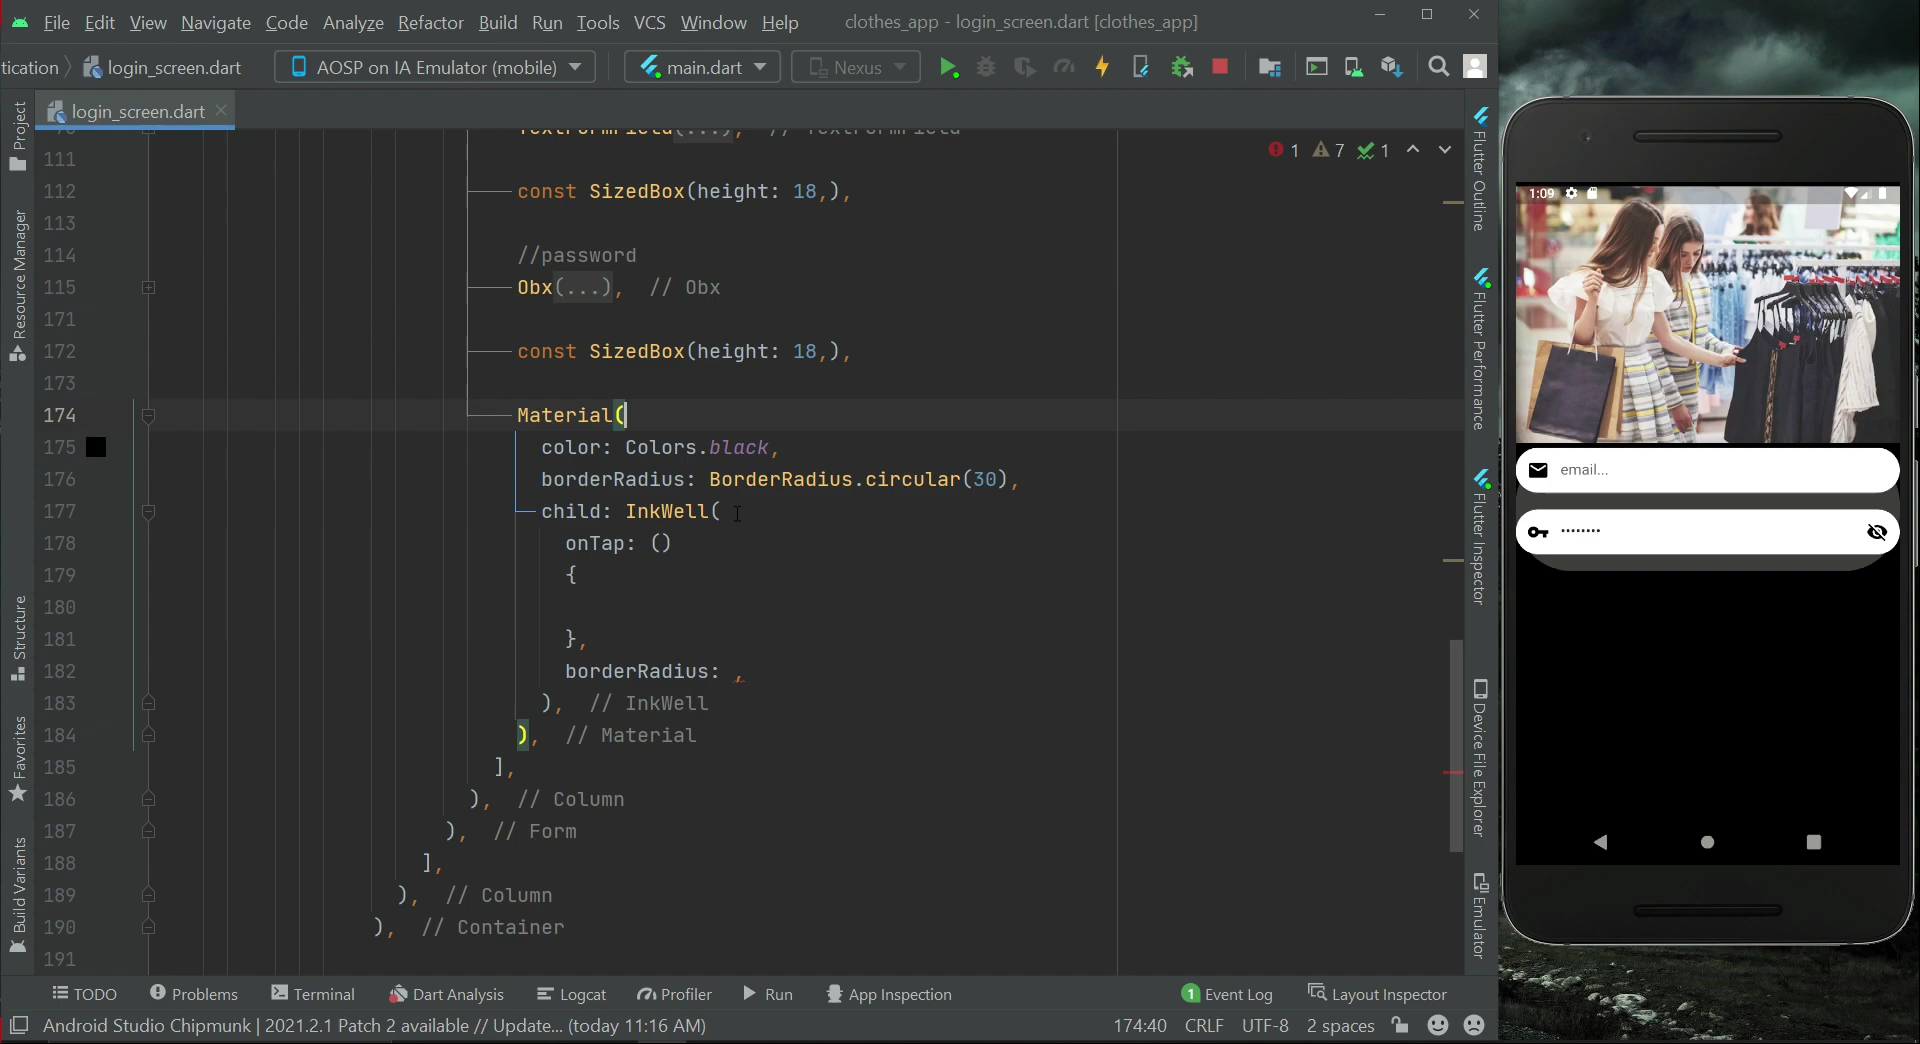 File Edit View Navigate Code Analyze Refactor Build Run Tools VCS Window Help clothes_app - login_screen.dart [clothes_app]
tication login_screen.dart AOSP on IA Emulator (mobile) main.dart Nexus
login_screen.dart
Project
Resource Manager
Structure
Favorites
Build Variants
1 7 1
111
112 const SizedBox(height: 18,),
113
114 //password
115 Obx(...), // Obx
171
172 const SizedBox(height: 18,),
173
174 Material(
175 color: Colors.black,
176 borderRadius: BorderRadius.circular(30),
177 child: InkWell(
178 onTap: ()
179 {
180
181 },
182 borderRadius: ,
183 ), // InkWell
184 ), // Material
185 ],
186 ), // Column
187 ), // Form
188 ],
189 ), // Column
190 ), // Container
191
Flutter Outline
Flutter Performance
Flutter Inspector
Device File Explorer
Emulator
1:09
email...
········
TODO Problems Terminal Dart Analysis Logcat Profiler Run App Inspection 1 Event Log Layout Inspector
Android Studio Chipmunk | 2021.2.1 Patch 2 available // Update... (today 11:16 AM) 174:40 CRLF UTF-8 2 spaces